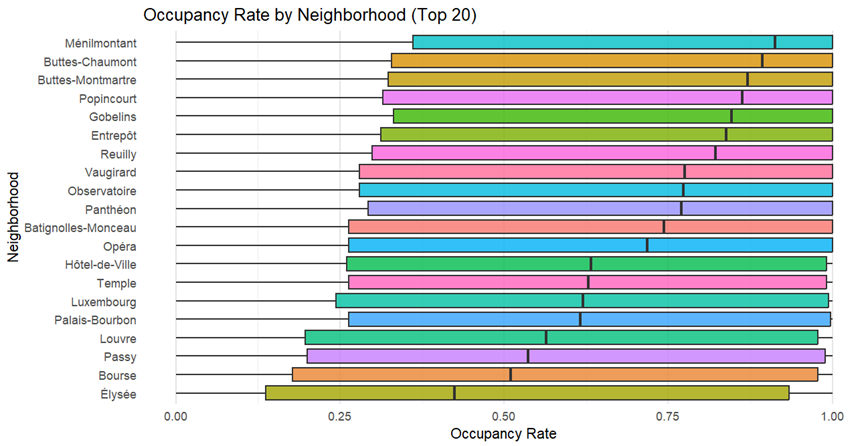 Occupancy Rate by Neighborhood (Top 20)
Neighborhood
Ménilmontant
Buttes-Chaumont
Buttes-Montmartre
Popincourt
Gobelins
Entrepôt
Reuilly
Vaugirard
Observatoire
Panthéon
Batignolles-Monceau
Opéra
Hôtel-de-Ville
Temple
Luxembourg
Palais-Bourbon
Louvre
Passy
Bourse
Élysée
0.00 0.25 0.50 0.75 1.00
Occupancy Rate